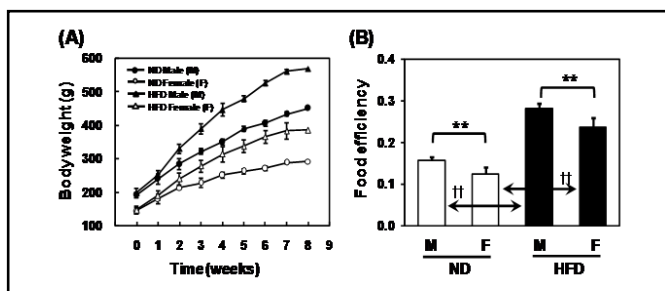 (A)
600
500
400
300
200
100
Body weight (g)
ND Male (M)
ND Female (F)
HFD Male (M)
HFD Female (F)
0 1 2 3 4 5 6 7 8 9
Time (weeks)
(B)
0.4
0.3
0.2
0.1
0.0
Food efficiency
**
**
††
††
M F M F
ND HFD